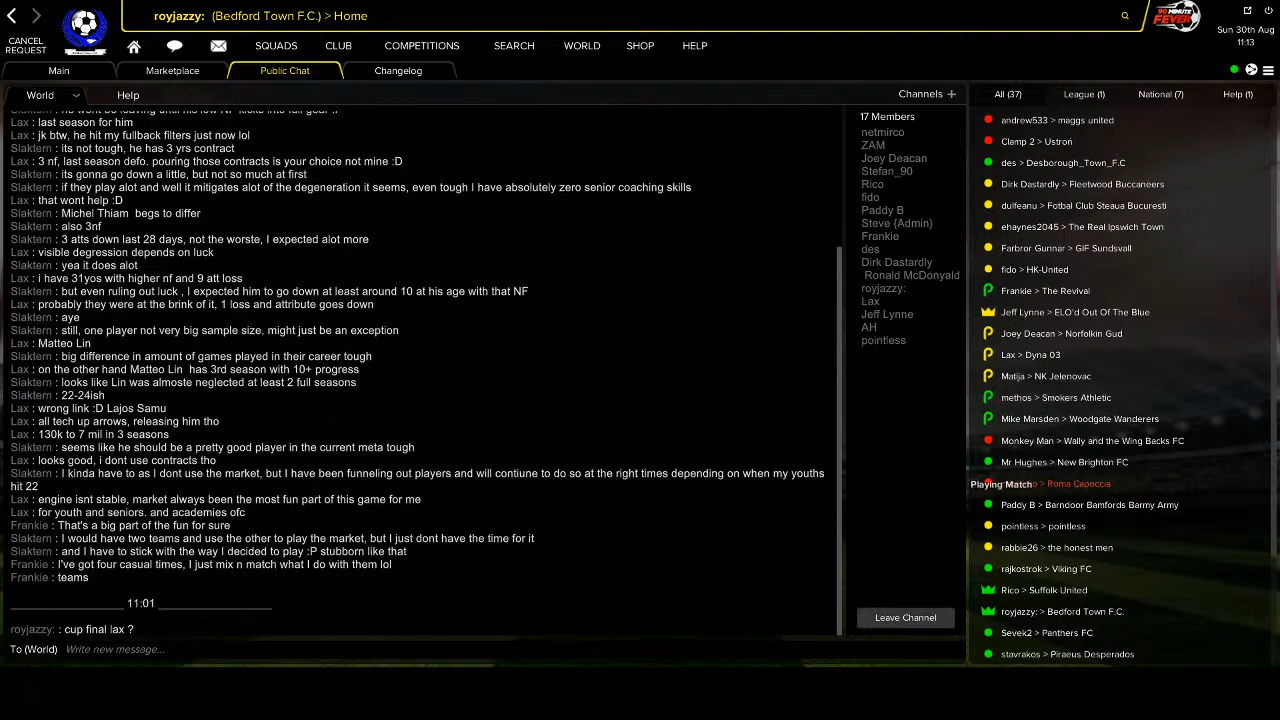 royjazzy: (Bedford Town F.C.) > Home
CANCEL
REQUEST
90 MINUTE
FEVER
Sun 30th Aug
11:13
SQUADS CLUB COMPETITIONS SEARCH WORLD SHOP HELP
Main Marketplace Public Chat Changelog
World Help Channels +
Lax : last season for him
Lax : jk btw, he hit my fullback filters just now lol
Slaktern : its not tough, he has 3 yrs contract
Lax : 3 nf, last season defo. pouring those contracts is your choice not mine :D
Slaktern : its gonna go down a little, but not so much at first
Slaktern : if they play alot and well it mitigates alot of the degeneration it seems, even tough I have absolutely zero senior coaching skills
Lax : that wont help :D
Slaktern : Michel Thiam begs to differ
Slaktern : also 3nf
Slaktern : 3 atts down last 28 days, not the worste, I expected alot more
Lax : visible degression depends on luck
Slaktern : yea it does alot
Lax : i have 31yos with higher nf and 9 att loss
Slaktern : but even ruling out luck , I expected him to go down at least around 10 at his age with that NF
Lax : probably they were at the brink of it, 1 loss and attribute goes down
Slaktern : aye
Slaktern : still, one player not very big sample size, might just be an exception
Lax : Matteo Lin
Slaktern : big difference in amount of games played in their career tough
Lax : on the other hand Matteo Lin has 3rd season with 10+ progress
Slaktern : looks like Lin was almoste neglected at least 2 full seasons
Slaktern : 22-24ish
Lax : wrong link :D Lajos Samu
Lax : all tech up arrows, releasing him tho
Lax : 130k to 7 mil in 3 seasons
Slaktern : seems like he should be a pretty good player in the current meta tough
Lax : looks good, i dont use contracts tho
Slaktern : I kinda have to as I dont use the market, but I have been funneling out players and will contiune to do so at the right times depending on when my youths
hit 22
Lax : engine isnt stable, market always been the most fun part of this game for me
Lax : for youth and seniors. and academies ofc
Frankie : That's a big part of the fun for sure
Slaktern : I would have two teams and use the other to play the market, but I just dont have the time for it
Slaktern : and I have to stick with the way I decided to play :P stubborn like that
Frankie : I've got four casual times, I just mix n match what I do with them lol
Frankie : teams
11:01
royjazzy: : cup final lax ?
To (World) Write new message...
17 Members
netmirco
ZAM
Joey Deacan
Stefan_90
Rico
fido
Paddy B
Steve {Admin}
Frankie
des
Dirk Dastardly
Ronald McDonyald
royjazzy:
Lax
Jeff Lynne
AH
pointless
Leave Channel
All (37) League (1) National (7) Help (1)
andrew533 > maggs united
Clamp 2 > Ustroń
des > Desborough_Town_F.C
Dirk Dastardly > Fleetwood Buccaneers
dulfeanu > Fotbal Club Steaua Bucuresti
ehaynes2045 > The Real Ipswich Town
Farbror Gunnar > GIF Sundsvall
fido > HK-United
Frankie > The Revival
Jeff Lynne > ELO'd Out Of The Blue
Joey Deacan > Norfolkin Gud
Lax > Dyna 03
Matija > NK Jelenovac
methos > Smokers Athletic
Mike Marsden > Woodgate Wanderers
Monkey Man > Wally and the Wing Backs FC
Mr Hughes > New Brighton FC
Playing Match > Roma Capoccia
Paddy B > Barndoor Bamfords Barmy Army
pointless > pointless
rabbie26 > the honest men
rajkostrok > Viking FC
Rico > Suffolk United
royjazzy: > Bedford Town F.C.
Sevek2 > Panthers FC
stavrakos > Piraeus Desperados